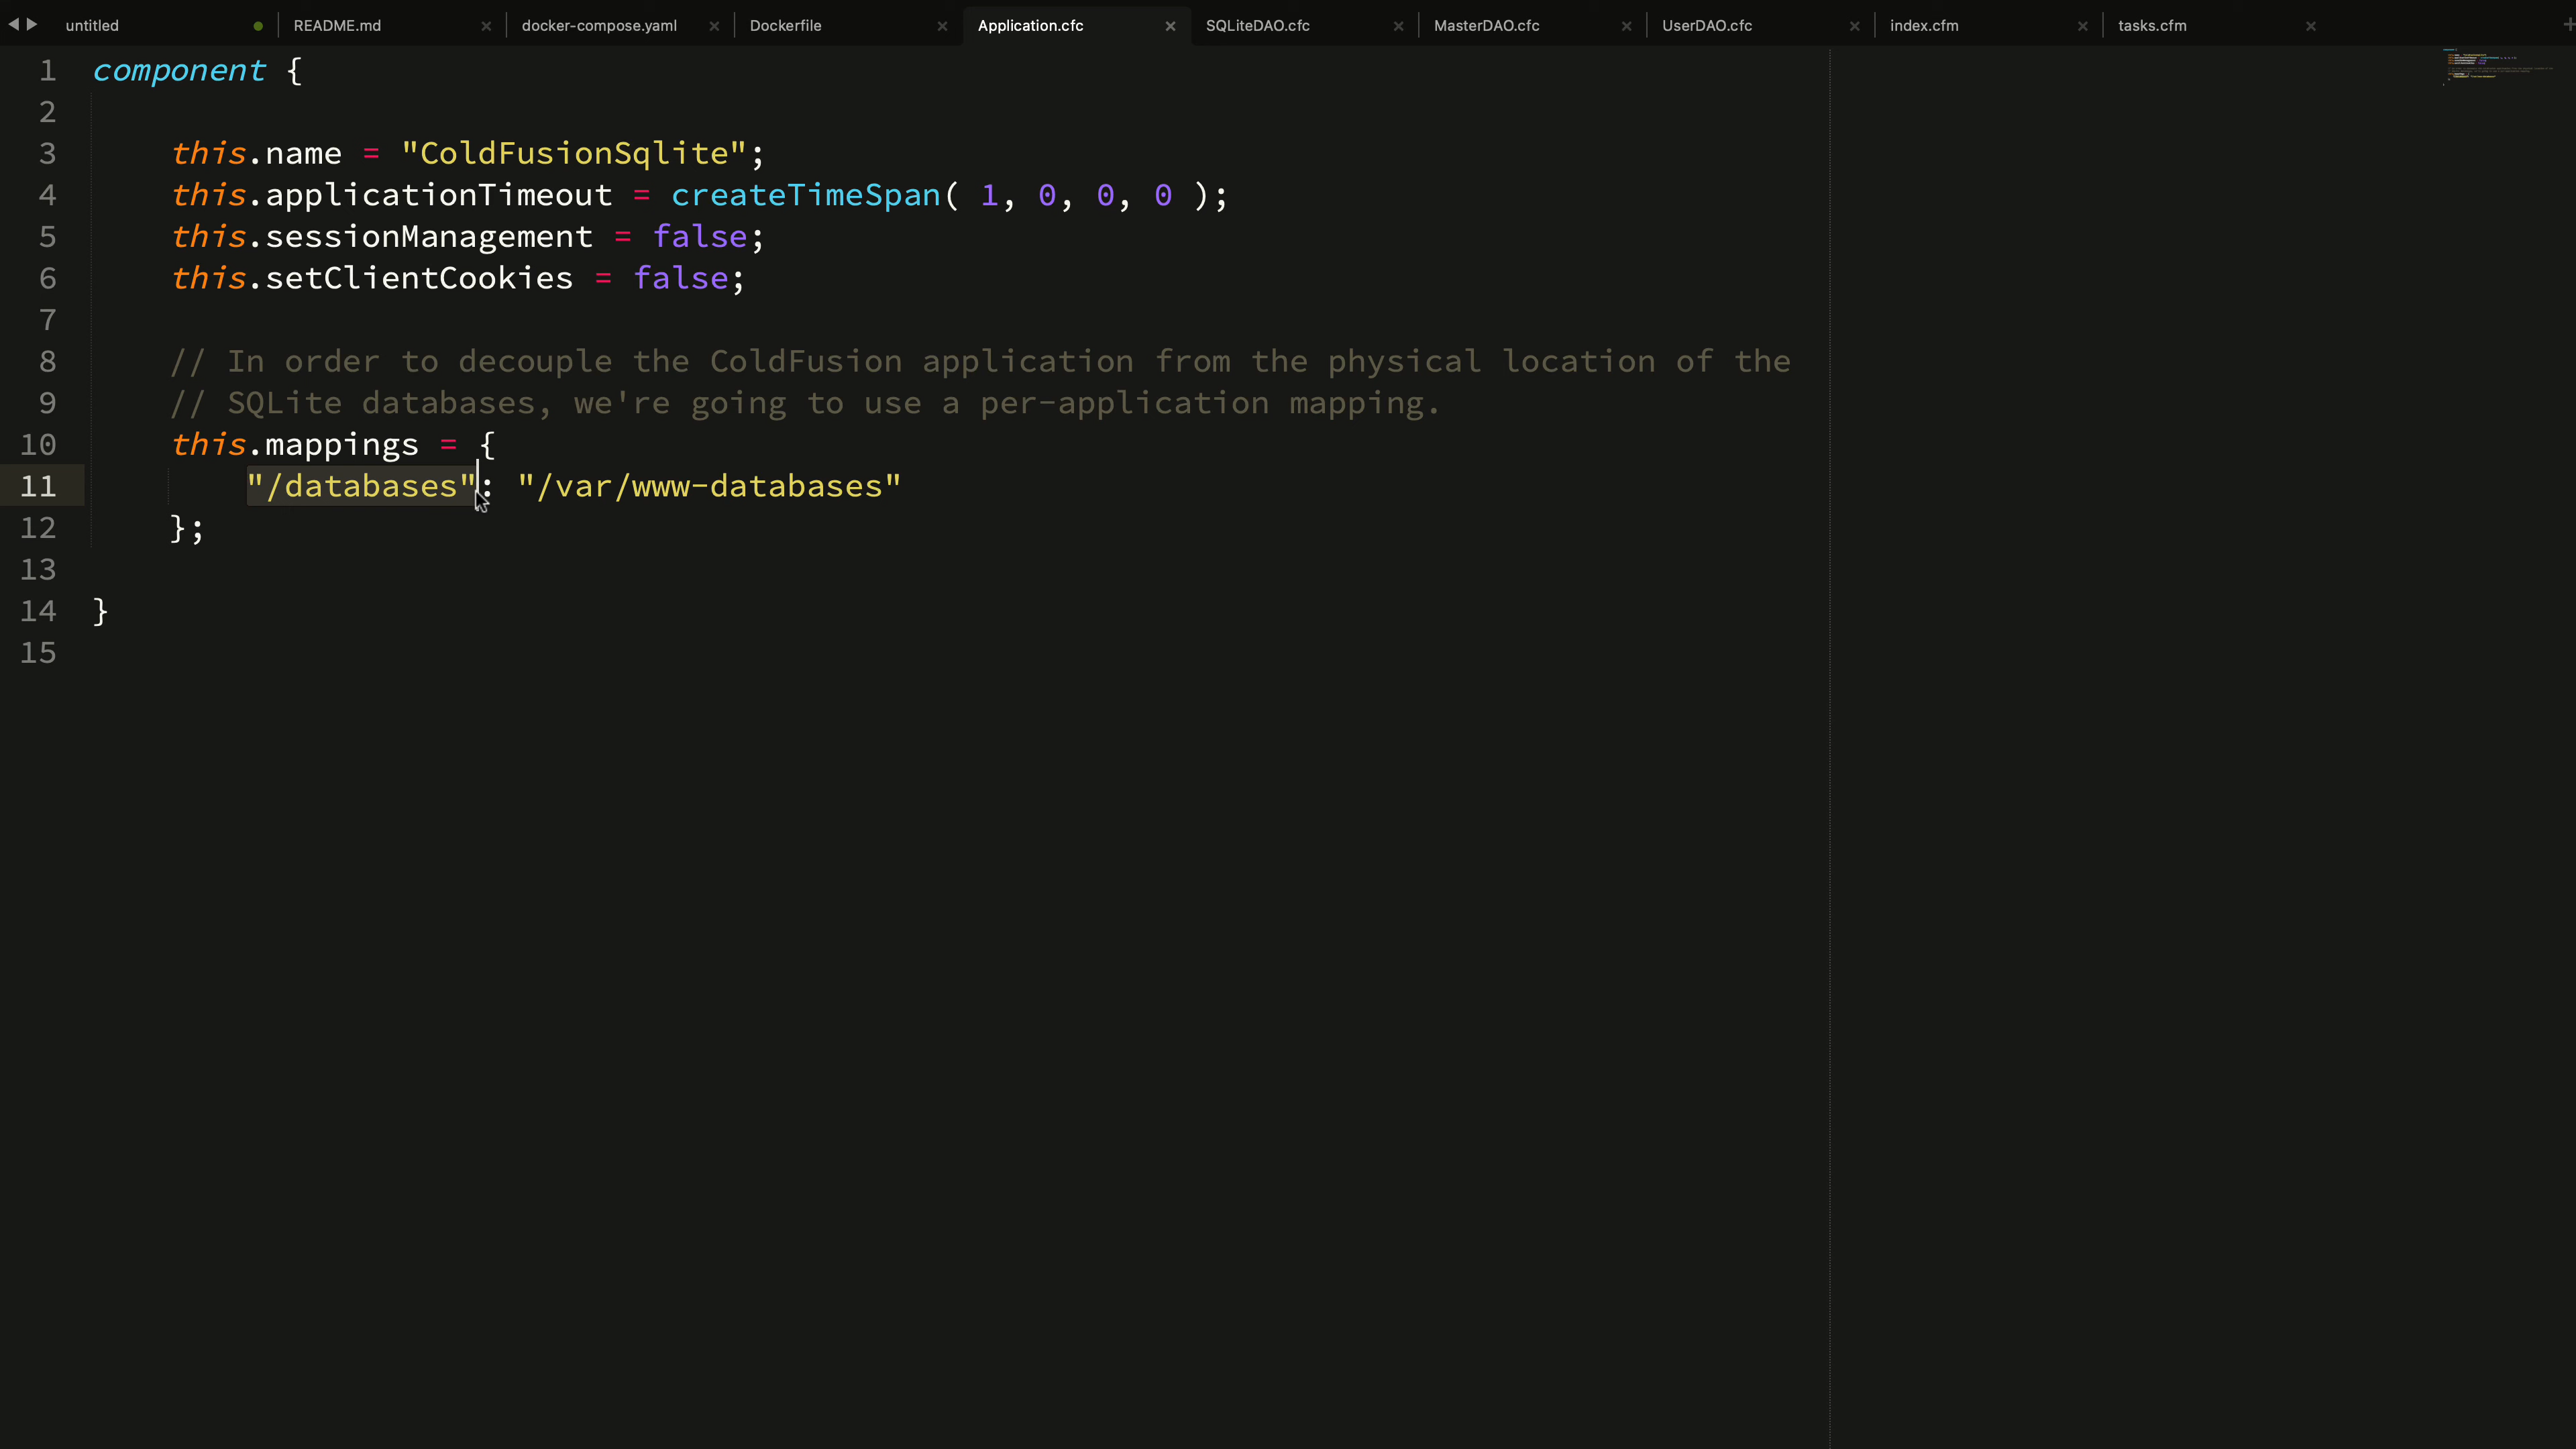 untitled README.md docker-compose.yaml Dockerfile Application.cfc SQLiteDAO.cfc MasterDAO.cfc UserDAO.cfc index.cfm tasks.cfm
1 component {
2
3 this.name = "ColdFusionSqlite";
4 this.applicationTimeout = createTimeSpan( 1, 0, 0, 0 );
5 this.sessionManagement = false;
6 this.setClientCookies = false;
7
8 // In order to decouple the ColdFusion application from the physical location of the
9 // SQLite databases, we're going to use a per-application mapping.
10 this.mappings = {
11 "/databases": "/var/www-databases"
12 };
13
14 }
15